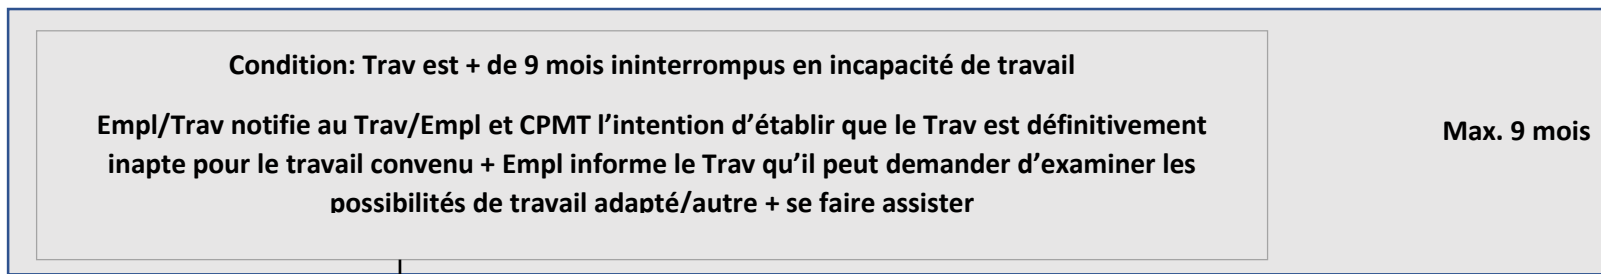 Condition: Trav est + de 9 mois ininterrompus en incapacité de travail
Empl/Trav notifie au Trav/Empl et CPMT l’intention d’établir que le Trav est définitivement
inapte pour le travail convenu + Empl informe le Trav qu’il peut demander d’examiner les
possibilités de travail adapté/autre + se faire assister
Max. 9 mois